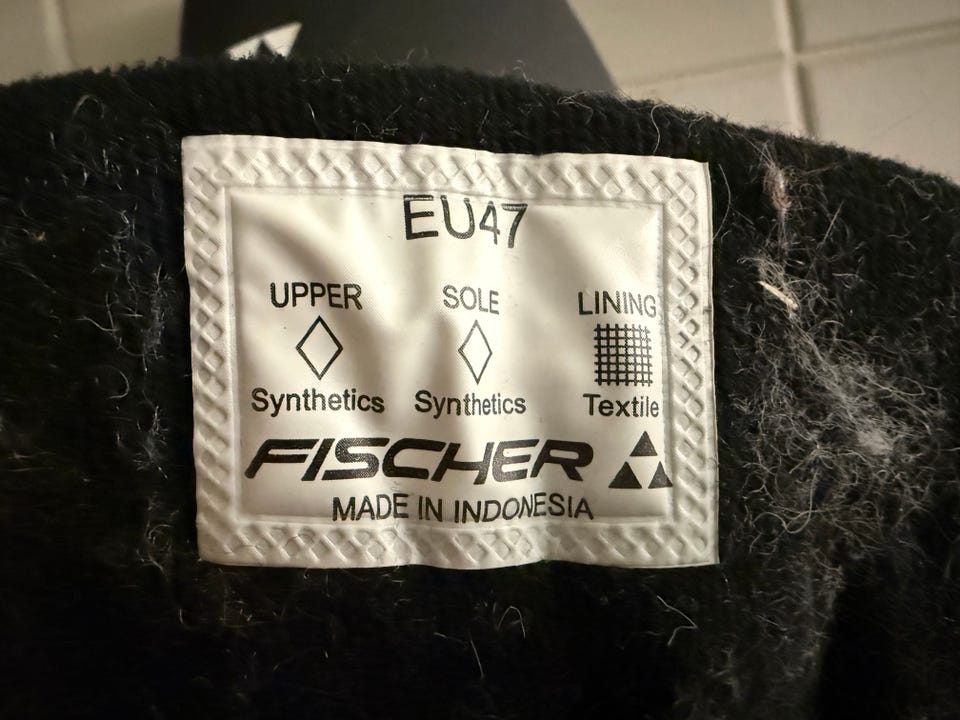 EU47
UPPER SOLE LINING
Synthetics Synthetics Textile
FISCHER
MADE IN INDONESIA